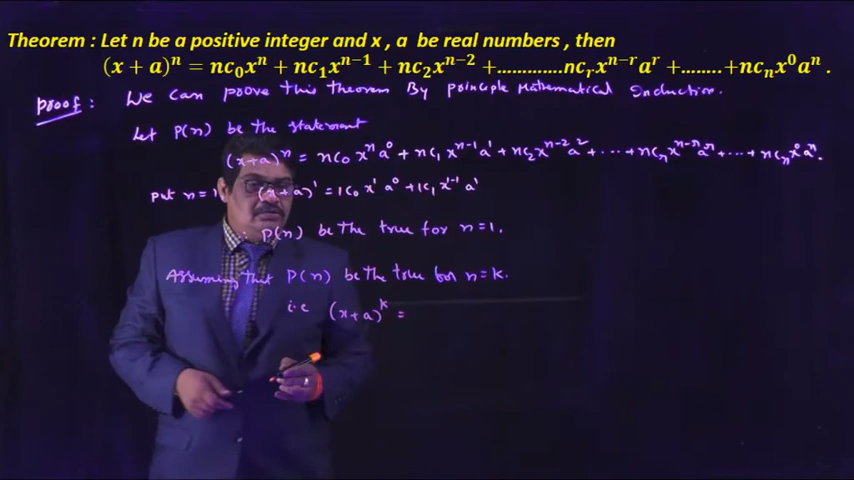 Theorem : Let n be a positive integer and x , a be real numbers , then
(x + a)ⁿ = nc₀xⁿ + nc₁xⁿ⁻¹ + nc₂xⁿ⁻² +.............ncᵣxⁿ⁻ʳaʳ +........+ncₙx⁰aⁿ .
Proof : We can prove this theorem By principle Mathematical Induction.
Let P(n) be the statement
(x+a)ⁿ = nc₀ xⁿ a⁰ + nc₁ xⁿ⁻¹ a¹ + nc₂ xⁿ⁻² a² + ... + ncᵣ xⁿ⁻ʳ aʳ + ... + ncₙ x⁰ aⁿ.
Put n=1, (x+a)¹ = 1c₀ x¹ a⁰ + 1c₁ x¹⁻¹ a¹
P(n) be the true for n=1.
Assuming that P(n) be the true for n=k.
i.e (x+a)ᵏ =